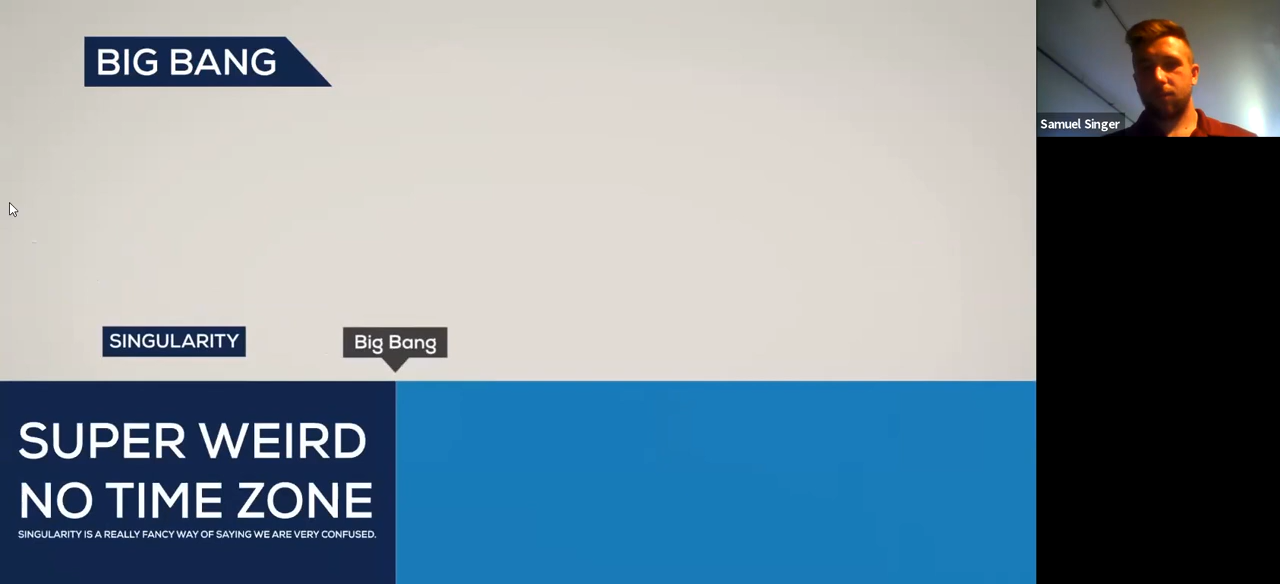 BIG BANG
Samuel Singer
SINGULARITY
Big Bang
SUPER WEIRD
NO TIME ZONE
SINGULARITY IS A REALLY FANCY WAY OF SAYING WE ARE VERY CONFUSED.